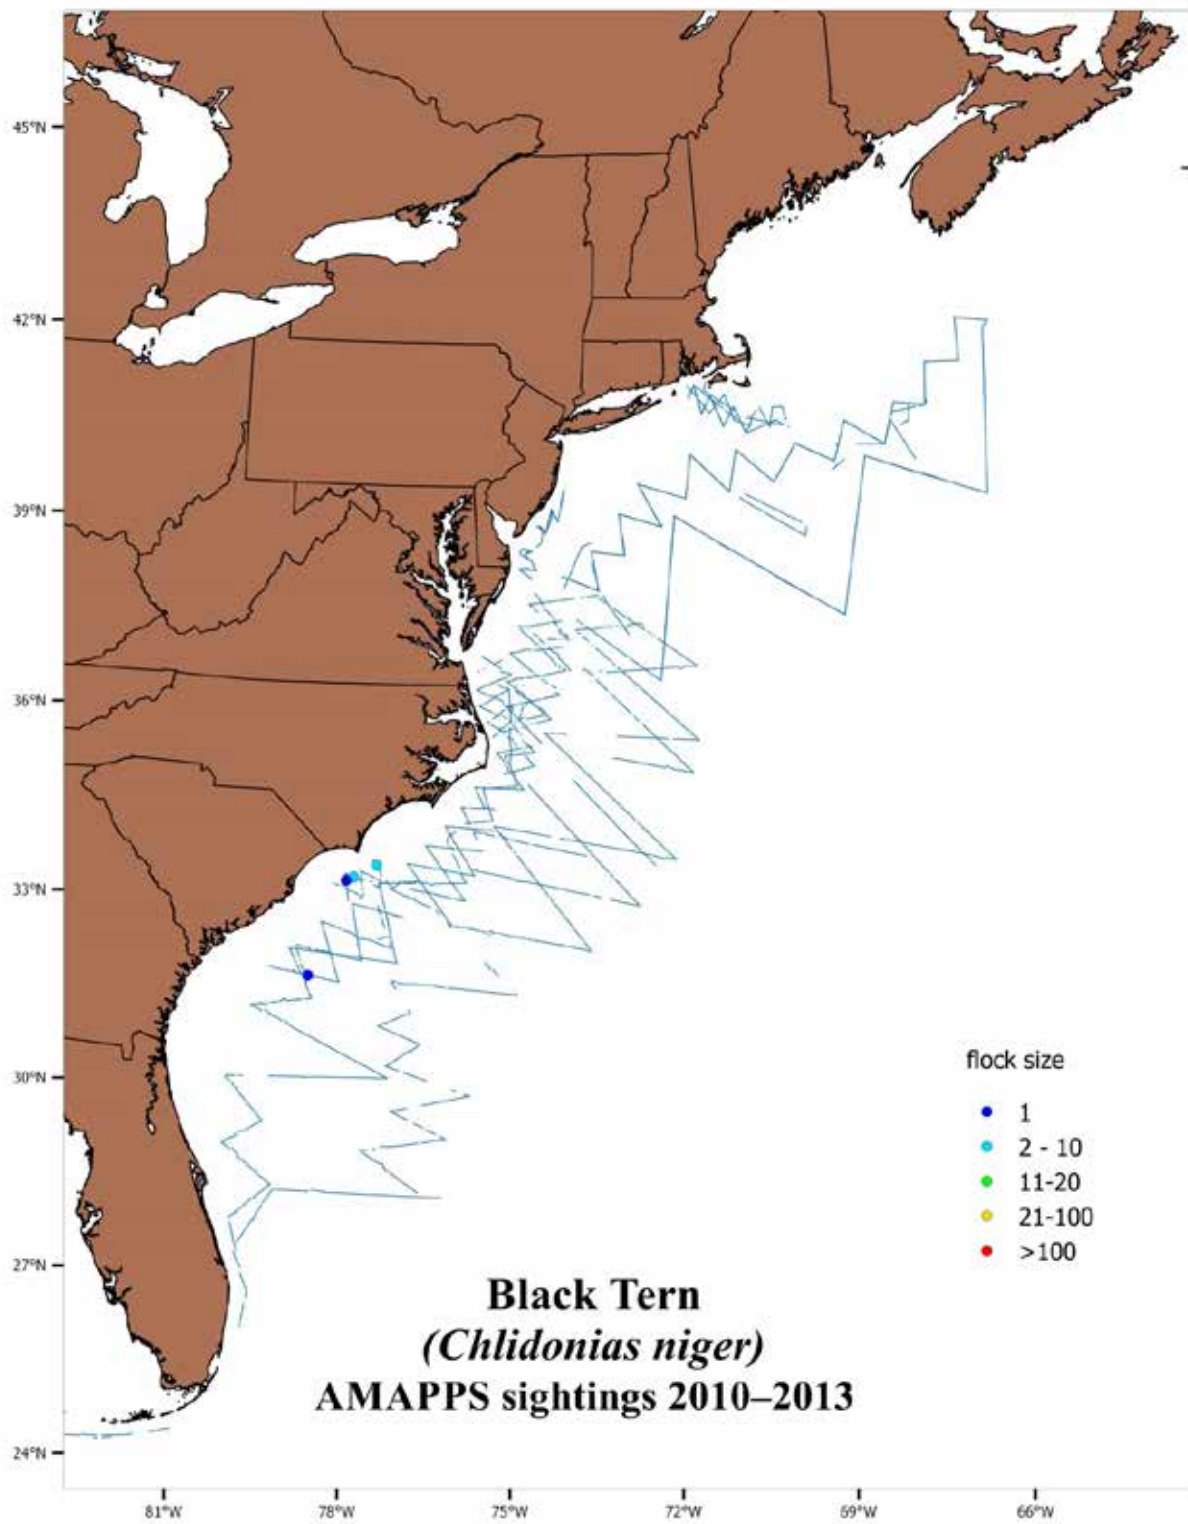 45°N
42°N
39°N
36°N
33°N
30°N
27°N
24°N
flock size
1
2 - 10
11-20
21-100
>100
Black Tern
(Chlidonias niger)
AMAPPS sightings 2010–2013
81°W 78°W 75°W 72°W 69°W 66°W